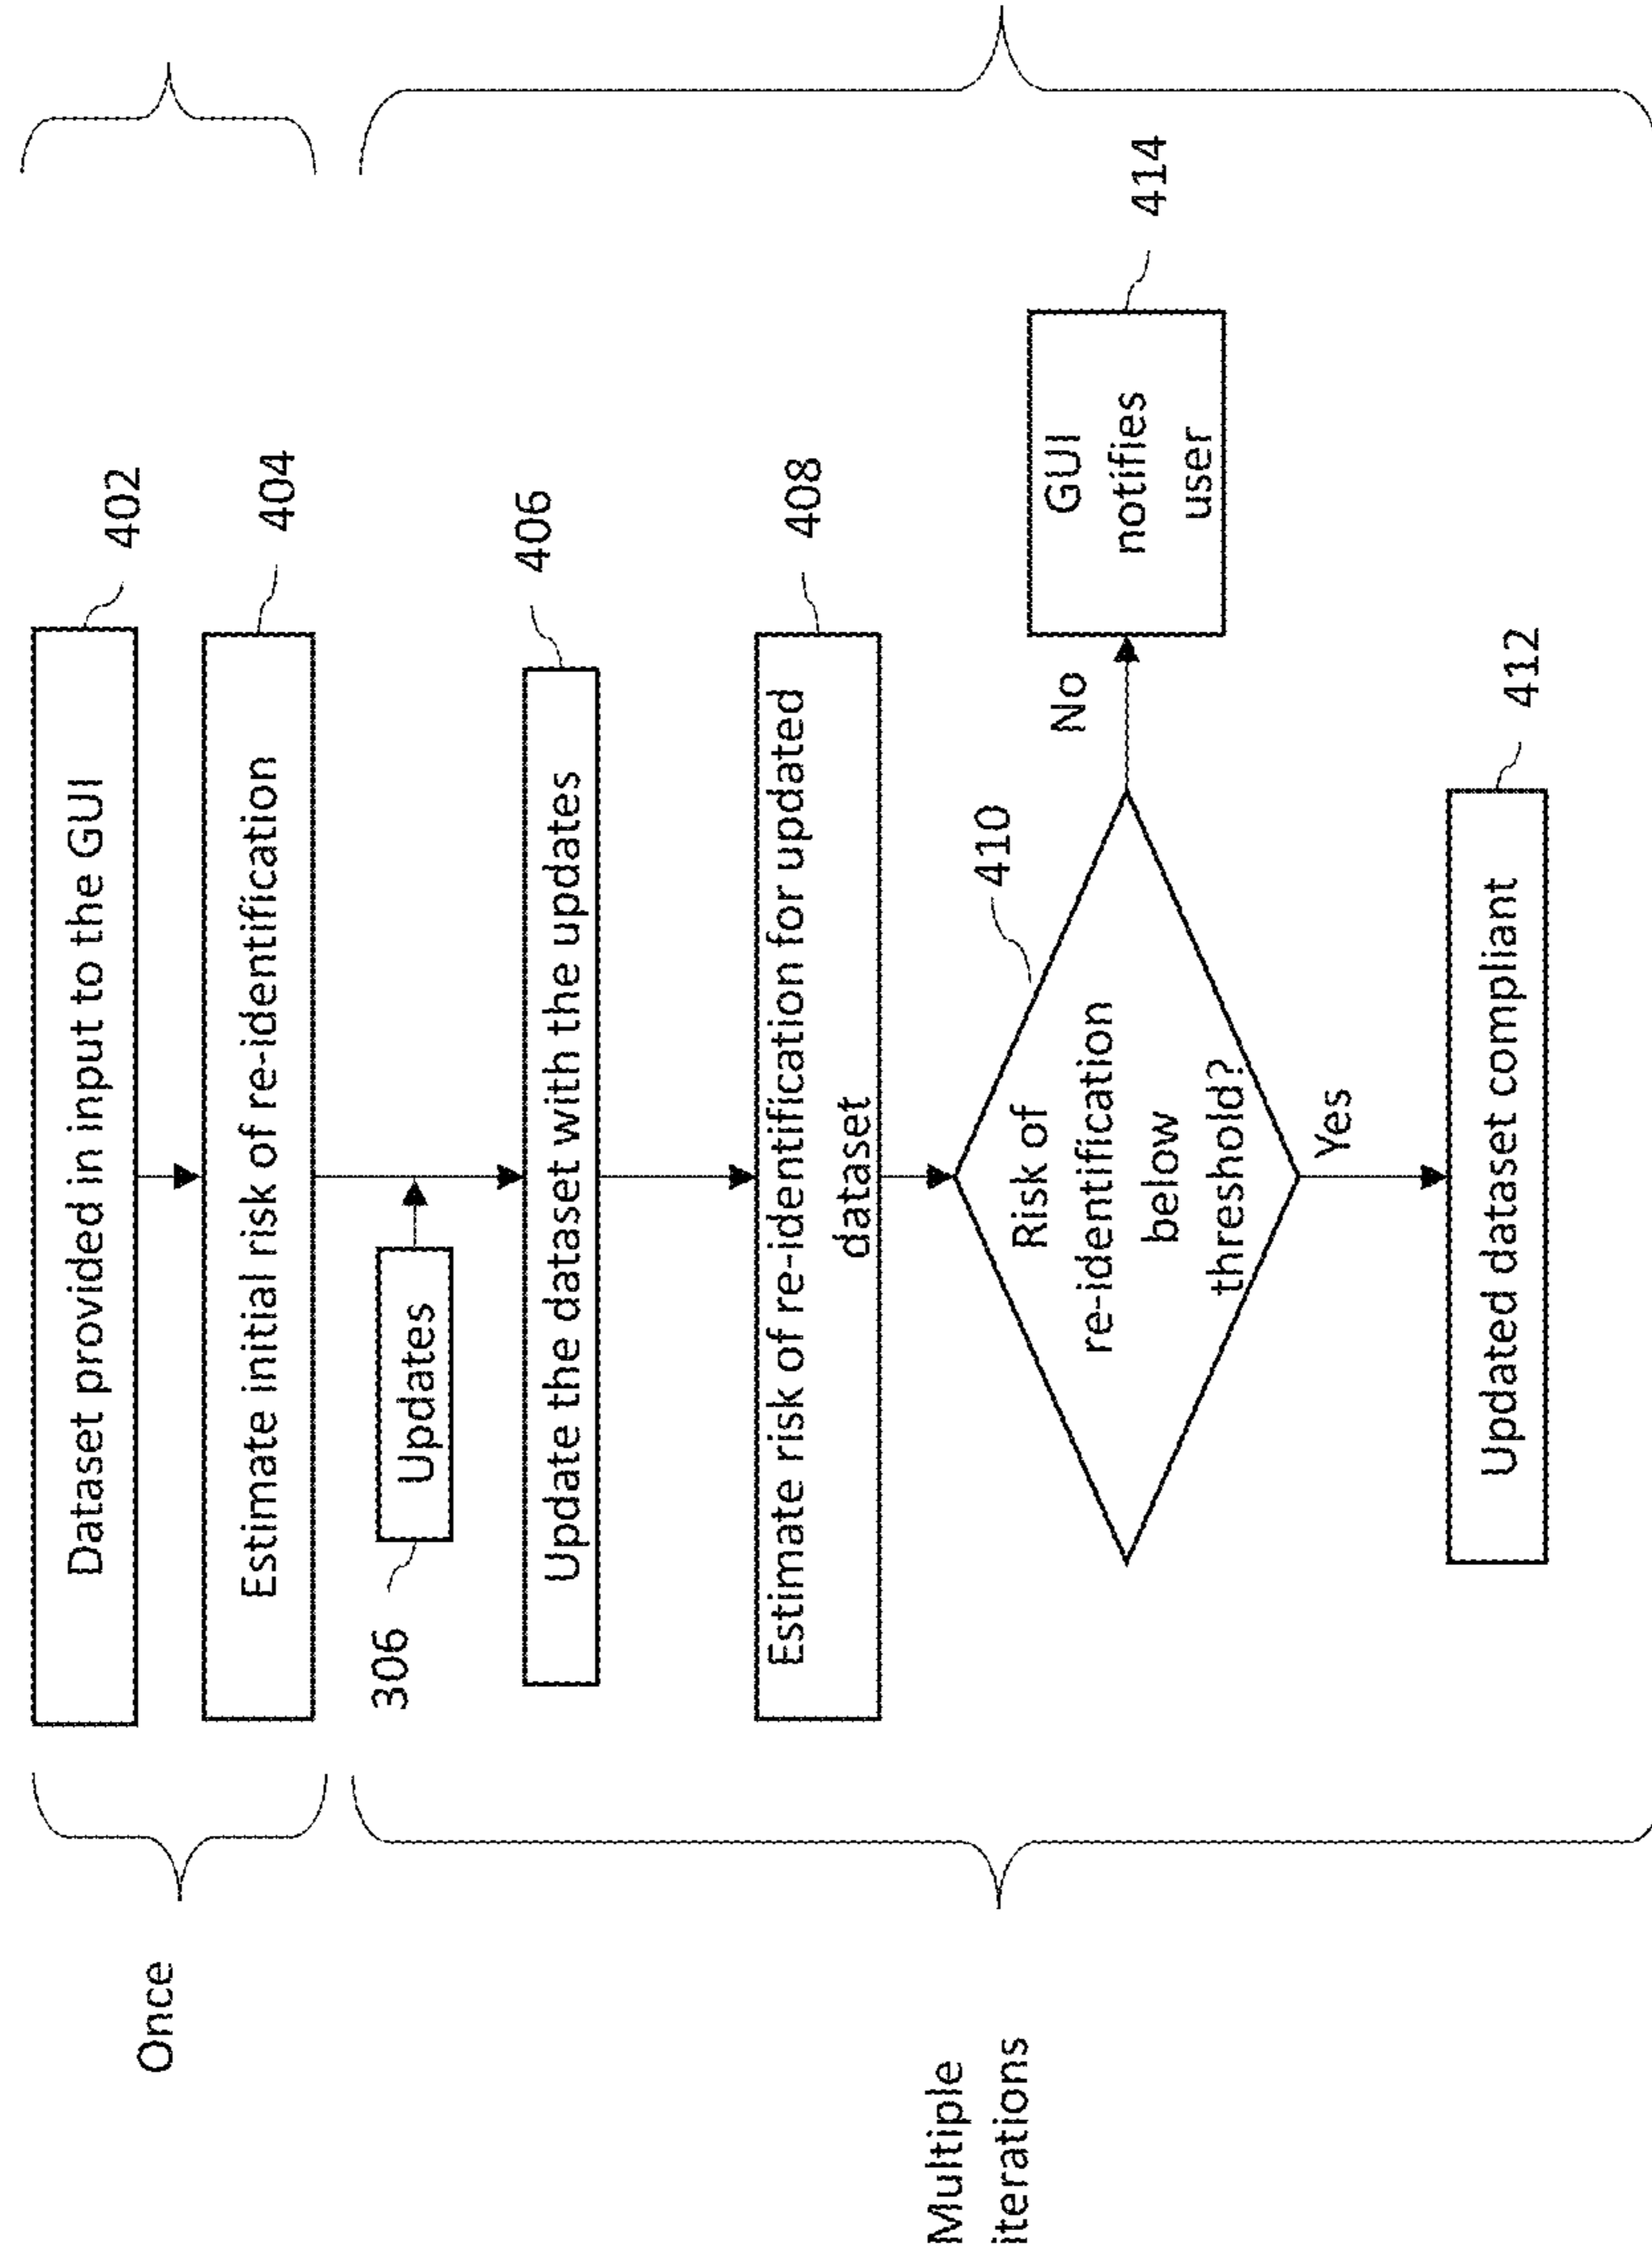 Once
Dataset provided in input to the GUI
402
Estimate initial risk of re-identification
404
Multiple
iterations
306
Updates
Update the dataset with the updates
406
Estimate risk of re-identification for updated
dataset
408
Risk of
re-identification
below
threshold?
410
No
GUI
notifies
user
414
Yes
Updated dataset compliant
412